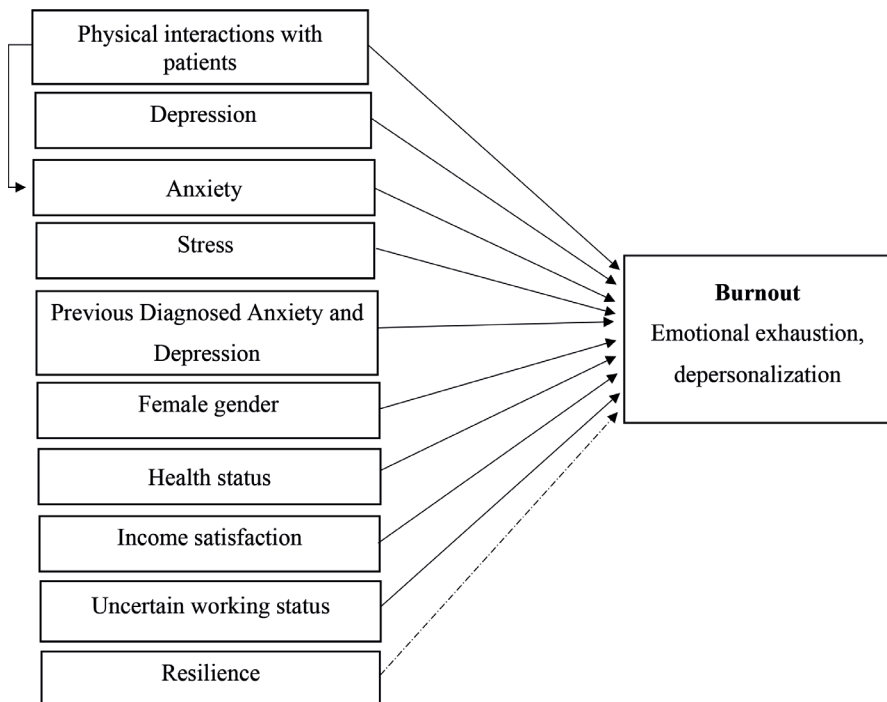 Physical interactions with
patients
Depression
Anxiety
Stress
Previous Diagnosed Anxiety and
Depression
Female gender
Health status
Income satisfaction
Uncertain working status
Resilience
Burnout
Emotional exhaustion,
depersonalization